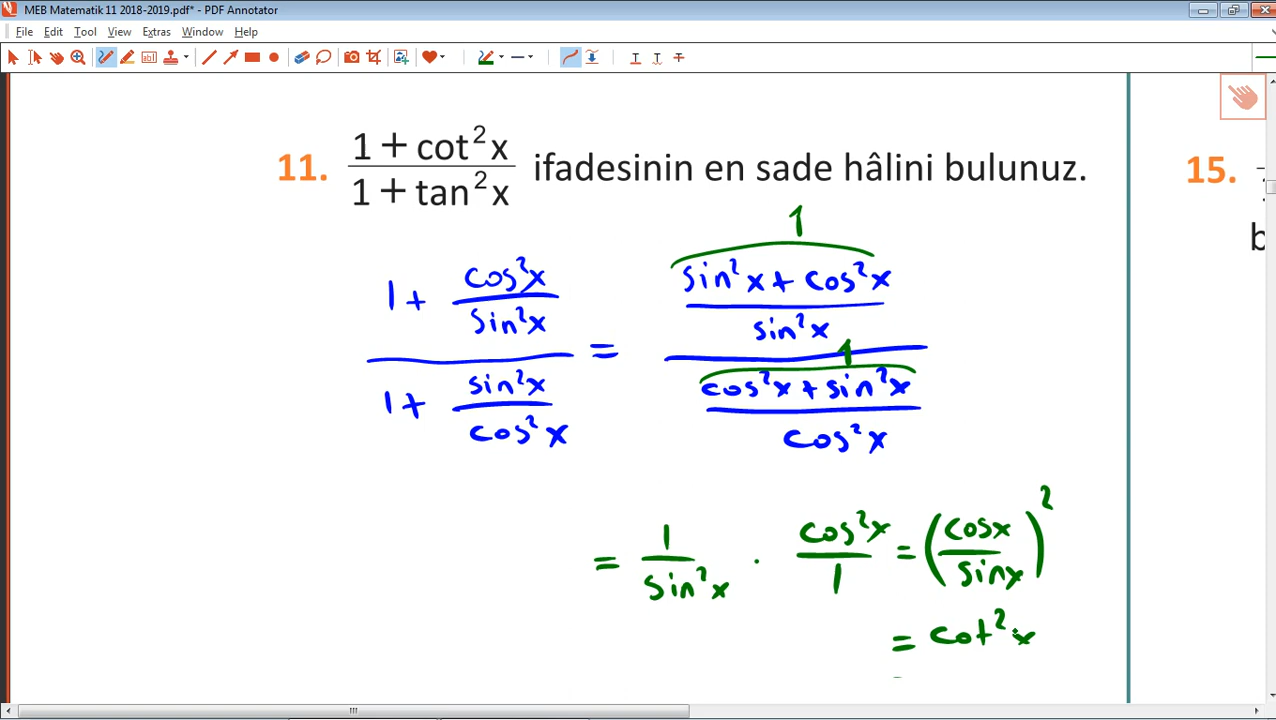 MEB Matematik 11 2018-2019.pdf* - PDF Annotator
File Edit Tool View Extras Window Help
11. (1 + cot²x)/(1 + tan²x) ifadesinin en sade hâlini bulunuz.
15.
b
(1 + cos²x/sin²x)/(1 + sin²x/cos²x) = ((sin²x + cos²x)/sin²x)/((cos²x + sin²x)/cos²x)
1
1
= 1/sin²x · cos²x/1 = (cosx/sinx)²
= cot²x